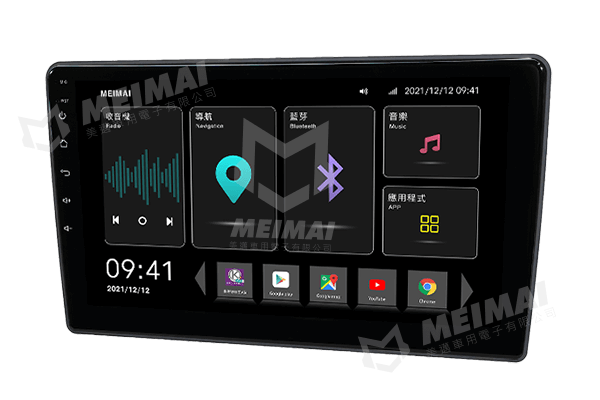 MEIMAI
2021/12/12 09:41
收音機
Radio
導航
Navigation
藍芽
Bluetooth
音樂
Music
應用程式
APP
09:41
2021/12/12
Google play
Google maps
YouTube
Chrome
MIC
RST
MEIMAI
美邁車用電子有限公司
MEIMAI
美邁車用電子有限公司
MEIMAI
美邁車用電子有限公司